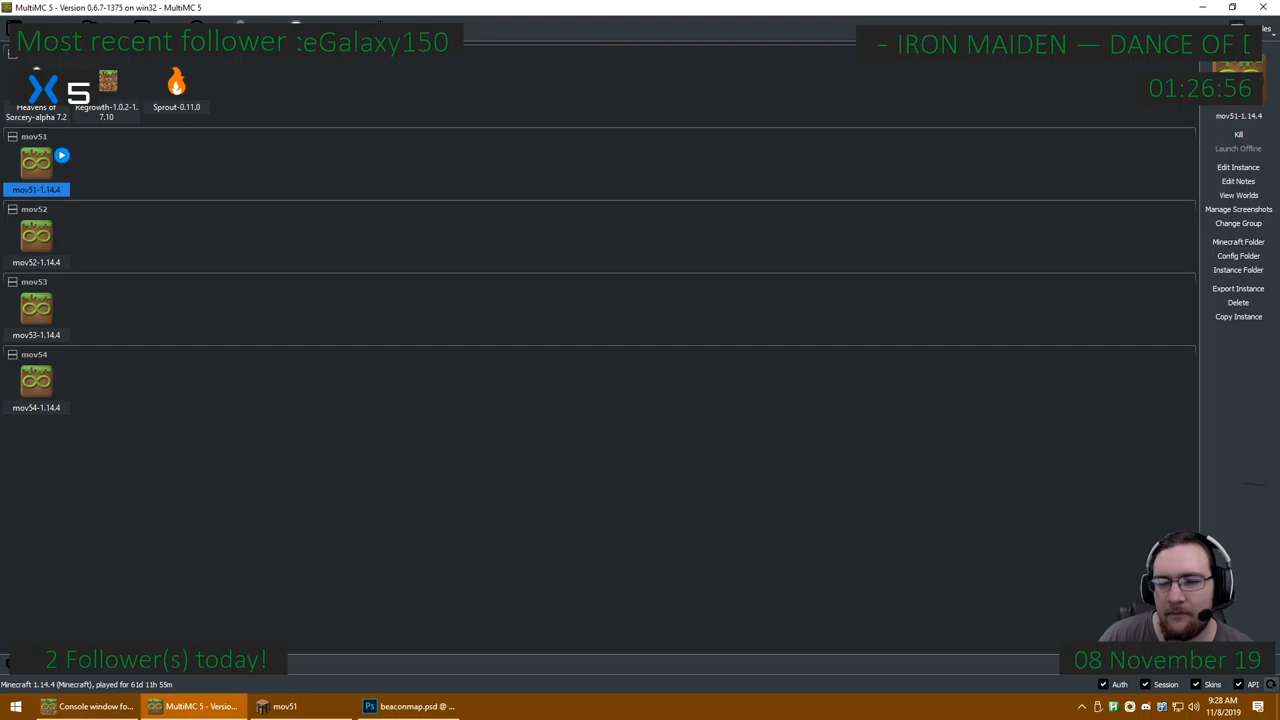 MultiMC 5 - Version 0.6.7-1375 on win32 - MultiMC 5
Most recent follower :eGalaxy150
- IRON MAIDEN — DANCE OF D
5
01:26:56
Heavens of
Sorcery-alpha 7.2
Regrowth-1.0.2-1.
7.10
Sprout-0.11.0
mov51-1.14.4
Kill
Launch Offline
Edit Instance
Edit Notes
View Worlds
Manage Screenshots
Change Group
Minecraft Folder
Config Folder
Instance Folder
Export Instance
Delete
Copy Instance
mov51
mov51-1.14.4
mov52
mov52-1.14.4
mov53
mov53-1.14.4
mov54
mov54-1.14.4
2 Follower(s) today!
08 November 19
Minecraft 1.14.4 (Minecraft), played for 61d 11h 55m
Auth
Session
Skins
API
Console window fo...
MultiMC 5 - Versio...
mov51
Ps
beaconmap.psd @ ...
9:28 AM
11/8/2019